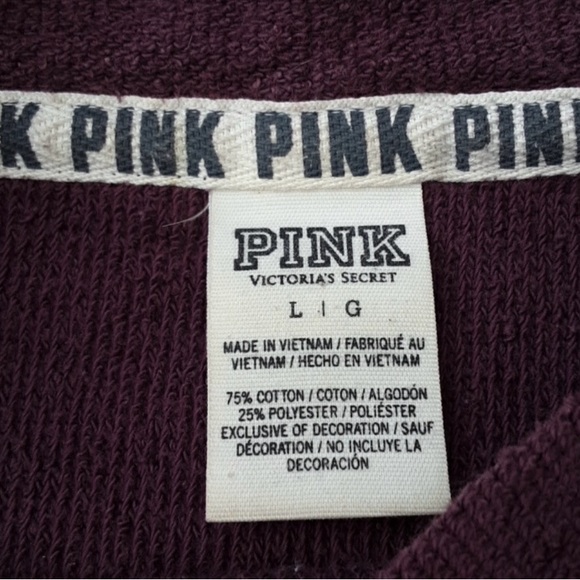 K PINK PINK PIN
PINK
VICTORIA'S SECRET
L | G
MADE IN VIETNAM / FABRIQUÉ AU
VIETNAM / HECHO EN VIETNAM
75% COTTON / COTON / ALGODÓN
25% POLYESTER / POLIÉSTER
EXCLUSIVE OF DECORATION / SAUF
DÉCORATION / NO INCLUYE LA
DECORACIÓN